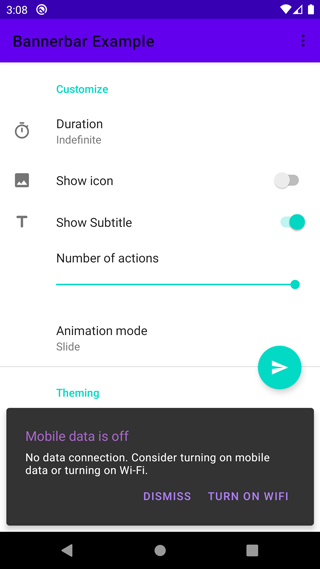 3:08
Bannerbar Example
Customize
Duration
Indefinite
Show icon
Show Subtitle
Number of actions
Animation mode
Slide
Theming
Mobile data is off
No data connection. Consider turning on mobile
data or turning on Wi-Fi.
DISMISS TURN ON WIFI